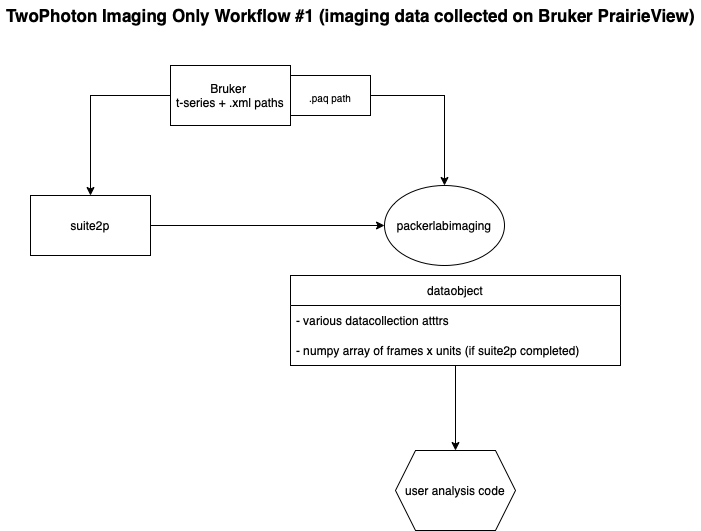 TwoPhoton Imaging Only Workflow #1 (imaging data collected on Bruker PrairieView)
Bruker
t-series + .xml paths
.paq path
suite2p
packerlabimaging
dataobject
- various datacollection atttrs
- numpy array of frames x units (if suite2p completed)
user analysis code